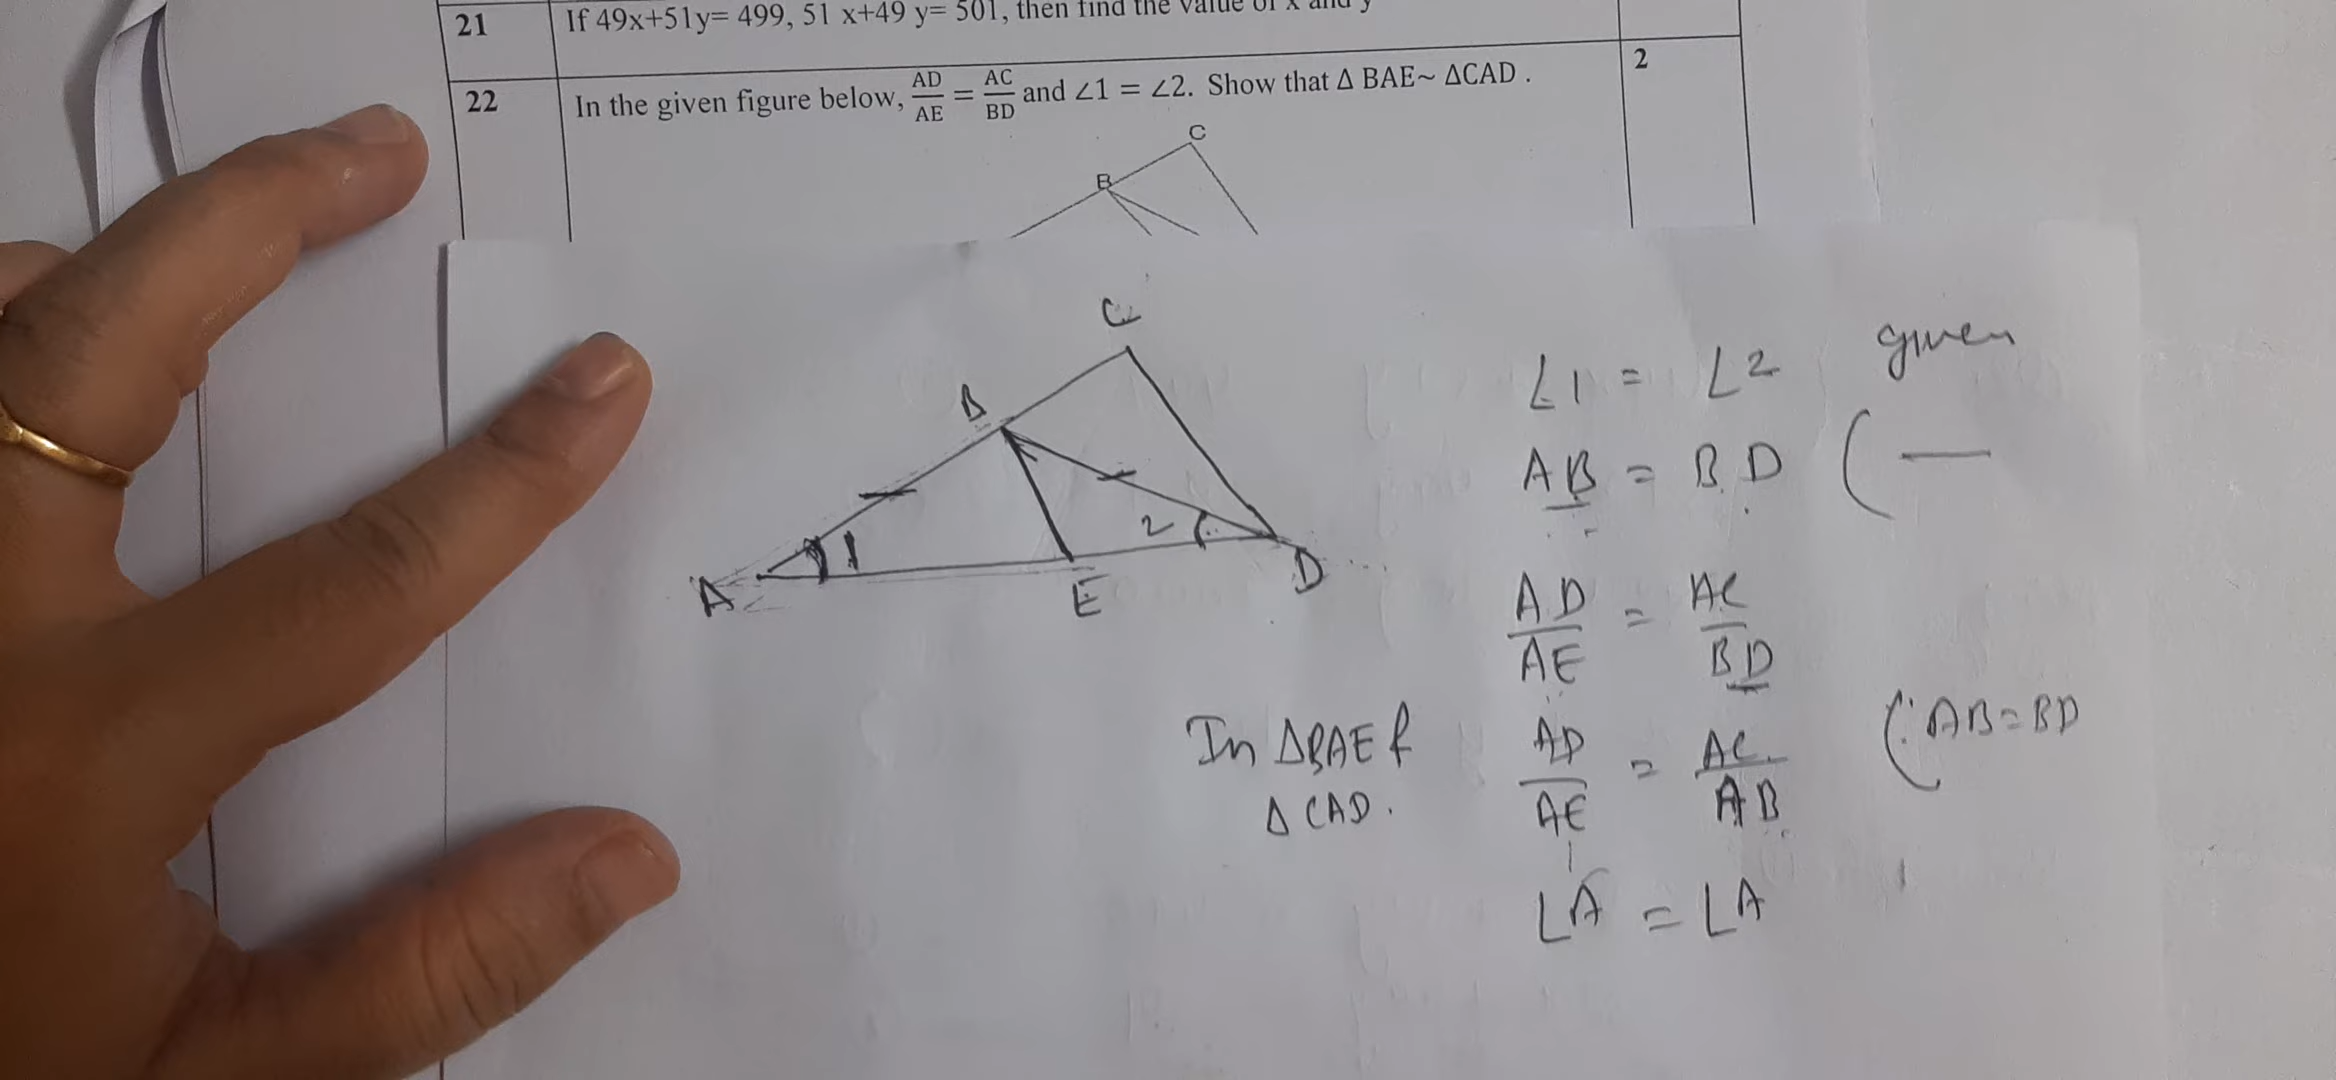 21 If 49x+51y= 499, 51 x+49 y= 501, then find the value of x and y
22 In the given figure below, AD/AE = AC/BD and ∠1 = ∠2. Show that Δ BAE~ ΔCAD .
2
C
B
C
B
1
2
A
E
D
∠1 = ∠2 given
AB = BD ( —
AD/AE = AC/BD
In ΔBAE &
Δ CAD.
AD/AE = AC/AB (∵ AB=BD
∠A = ∠A